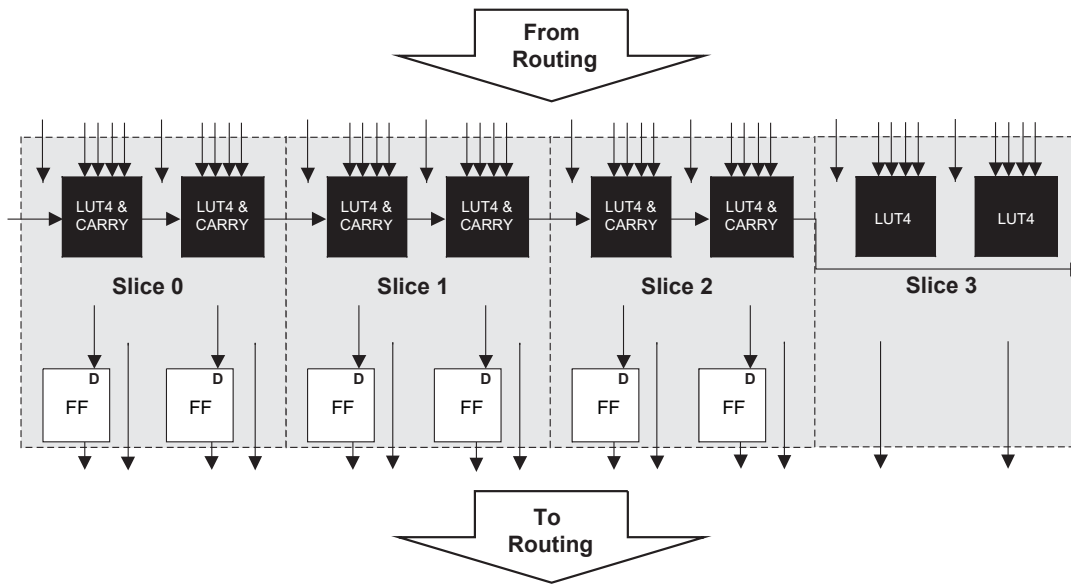 From
Routing
LUT4 &
CARRY
LUT4 &
CARRY
LUT4 &
CARRY
LUT4 &
CARRY
LUT4 &
CARRY
LUT4 &
CARRY
LUT4
LUT4
Slice 0
Slice 1
Slice 2
Slice 3
D
FF
D
FF
D
FF
D
FF
D
FF
D
FF
To
Routing